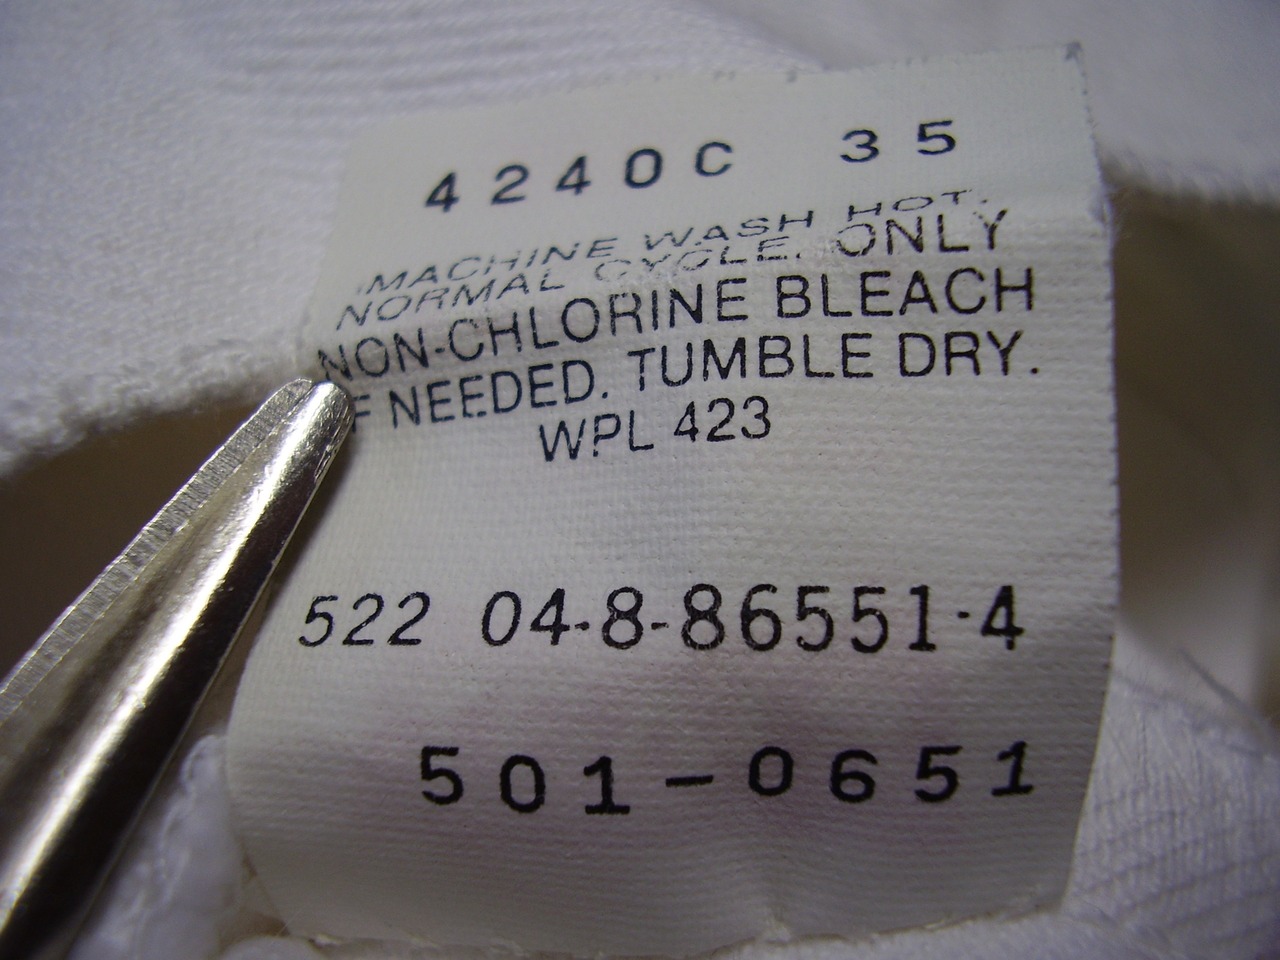 4240C 35
MACHINE WASH HOT.
NORMAL CYCLE. ONLY
NON-CHLORINE BLEACH
IF NEEDED. TUMBLE DRY.
WPL 423
522 04-8-86551-4
501-0651